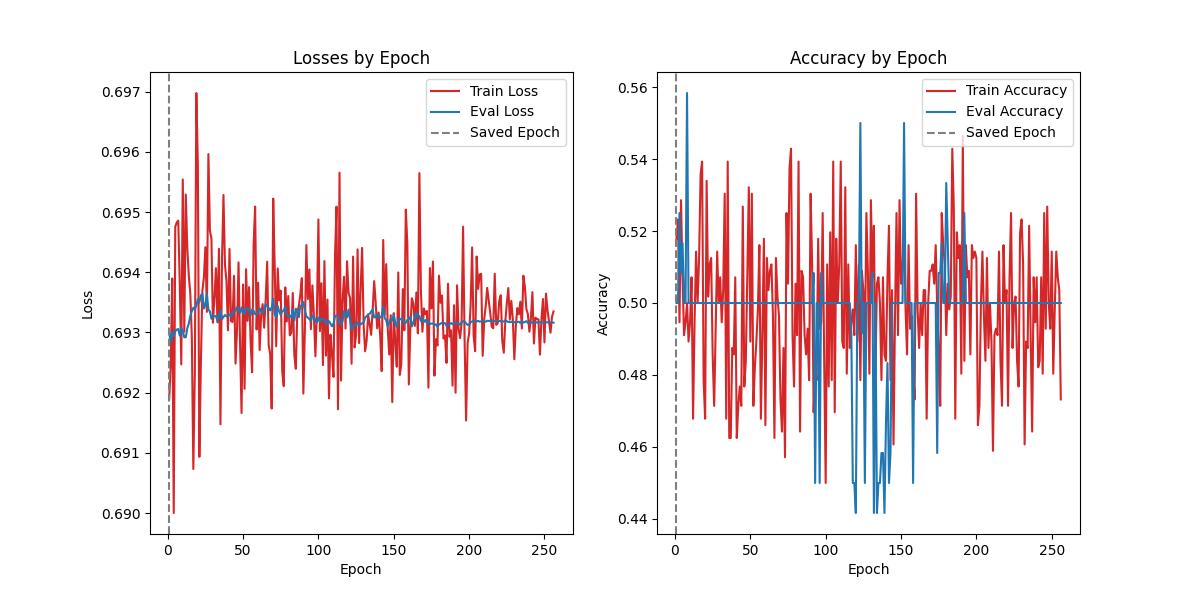 Losses by Epoch
Train Loss
Eval Loss
Saved Epoch
0.697
0.696
0.695
0.694
0.693
0.692
0.691
0.690
Loss
0 50 100 150 200 250
Epoch
Accuracy by Epoch
Train Accuracy
Eval Accuracy
Saved Epoch
0.56
0.54
0.52
0.50
0.48
0.46
0.44
Accuracy
0 50 100 150 200 250
Epoch